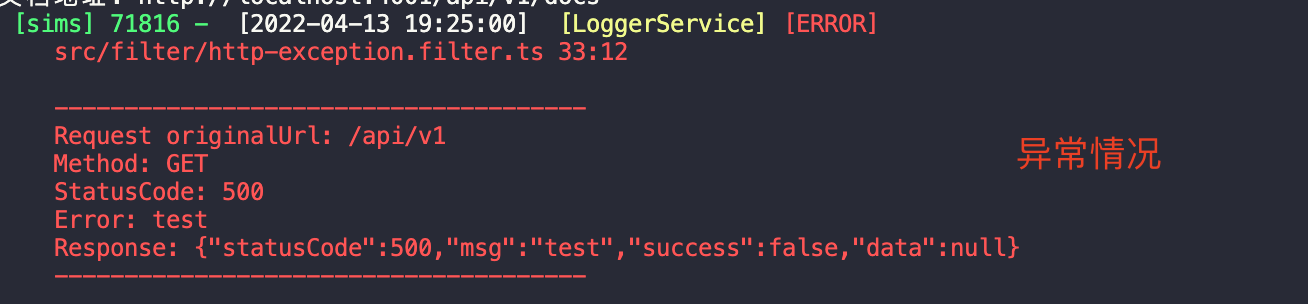 [sims] 71816 - [2022-04-13 19:25:00] [LoggerService] [ERROR]
src/filter/http-exception.filter.ts 33:12
--------------------------------------
Request originalUrl: /api/v1
Method: GET
异常情况
StatusCode: 500
Error: test
Response: {"statusCode":500,"msg":"test","success":false,"data":null}
--------------------------------------